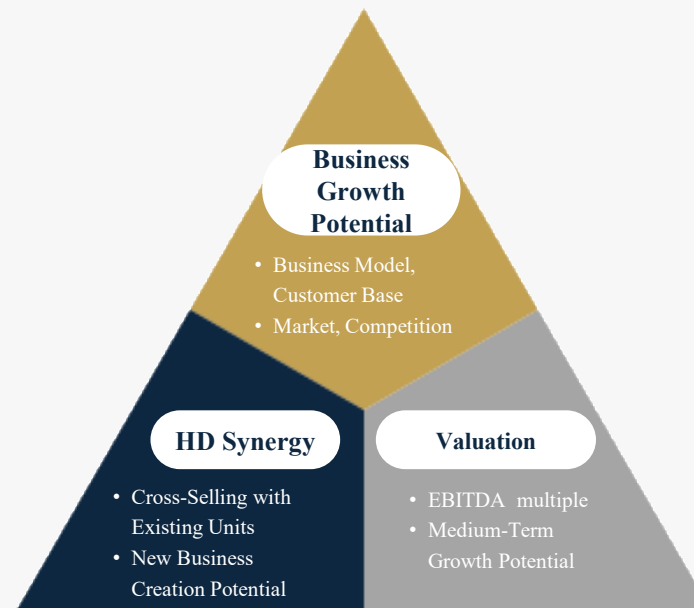 Business
Growth
Potential
• Business Model,
Customer Base
• Market, Competition
HD Synergy
• Cross-Selling with
Existing Units
• New Business
Creation Potential
Valuation
• EBITDA multiple
• Medium-Term
Growth Potential